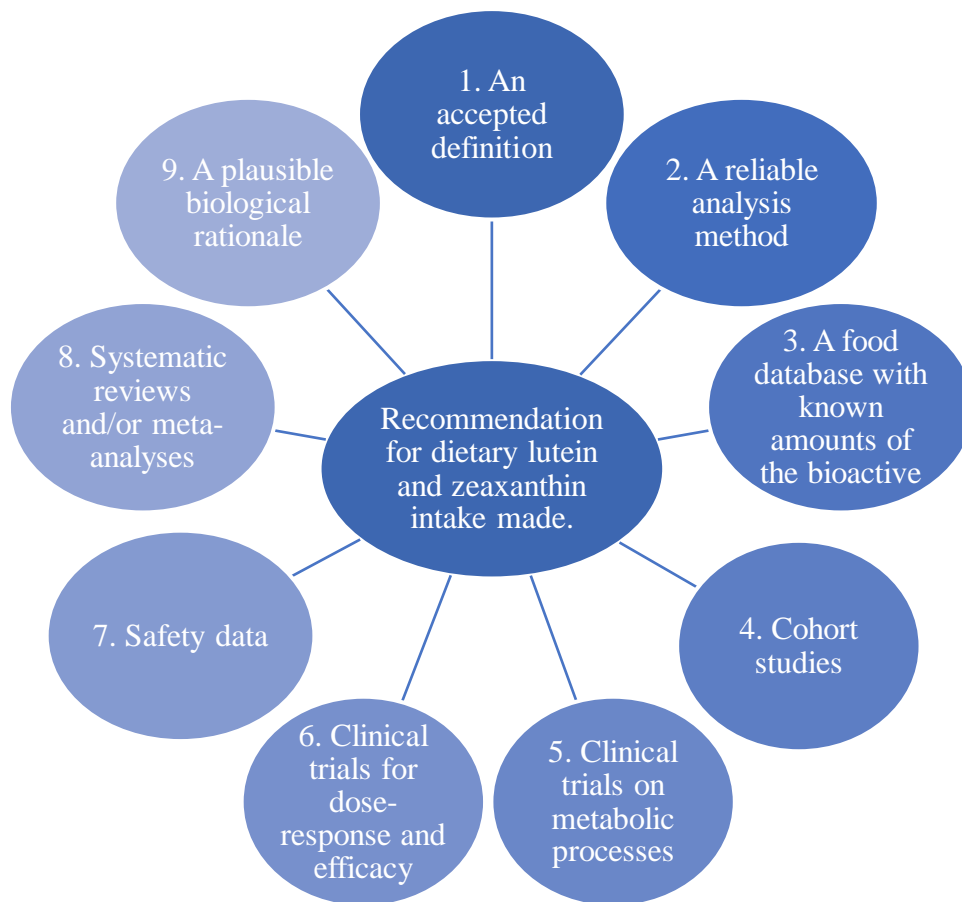 1. An
accepted
definition
2. A reliable
analysis
method
3. A food
database with
known
amounts of
the bioactive
4. Cohort
studies
5. Clinical
trials on
metabolic
processes
6. Clinical
trials for
dose-
response and
efficacy
7. Safety data
8. Systematic
reviews
and/or meta-
analyses
9. A plausible
biological
rationale
Recommendation
for dietary lutein
and zeaxanthin
intake made.